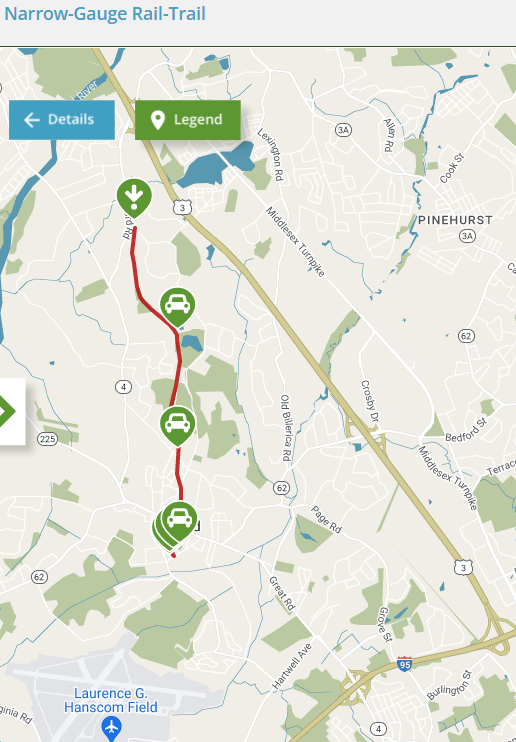 Narrow-Gauge Rail-Trail
River
Details
Legend
3A
Allen Rd
Lexington Rd
Cook St
3
PINEHURST
3A
Middlesex Turnpike
62
4
Crosby Dr
Old Billerica Rd
225
Bedford St
Middlesex Turnpike
Terrace
62
Page Rd
3
62
Great Rd
Grove St
Hartwell Ave
95
Burlington St
Laurence G.
Hanscom Field
4